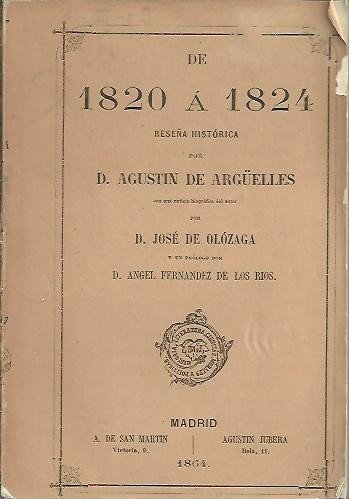 DE
1820 Á 1824
RESEÑA HISTÓRICA
POR
D. AGUSTIN DE ARGÜELLES
con una noticia biográfica del autor
POR
D. JOSÉ DE OLÓZAGA
Y UN PRÓLOGO POR
D. ANGEL FERNANDEZ DE LOS RIOS.
MADRID
A. DE SAN MARTIN
Victoria, 9.
AGUSTIN JUBERA
Bola, 11.
1864.